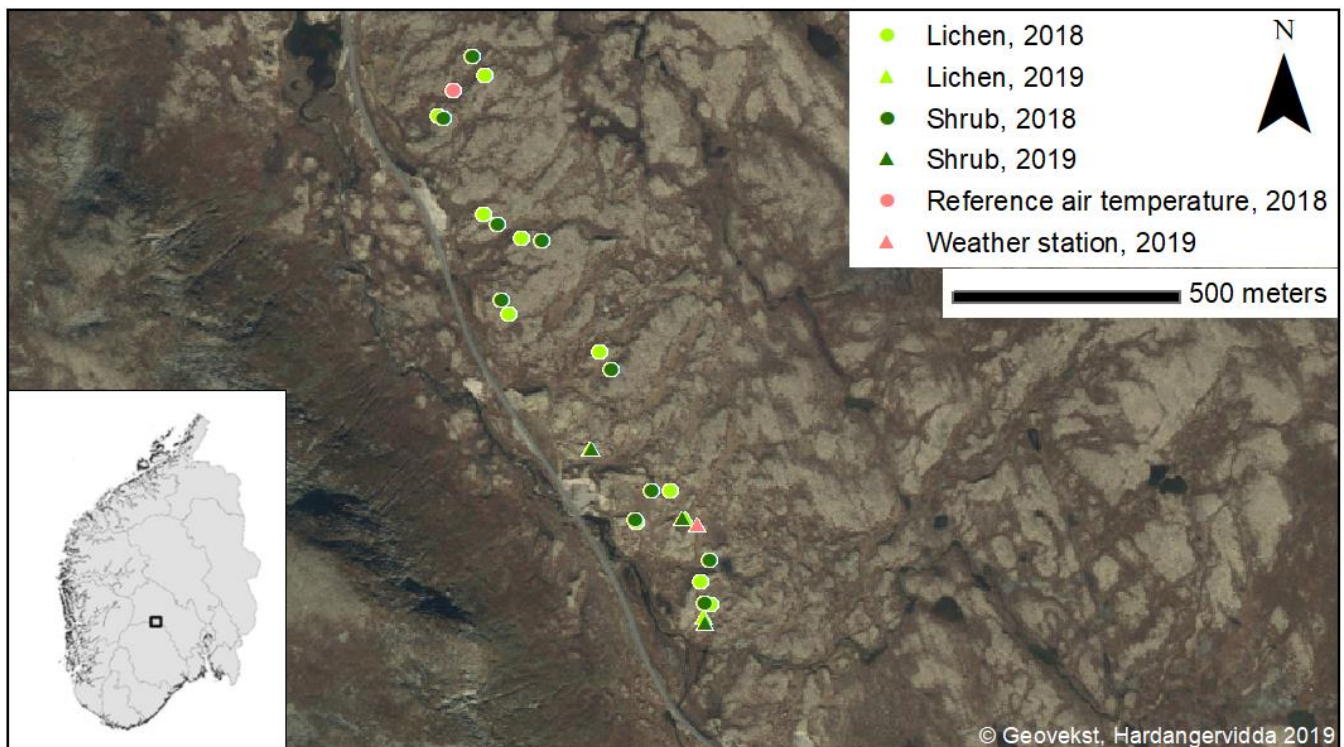 Lichen, 2018
N
Lichen, 2019
Shrub, 2018
Shrub, 2019
Reference air temperature, 2018
Weather station, 2019
500 meters
© Geovekst, Hardangervidda 2019